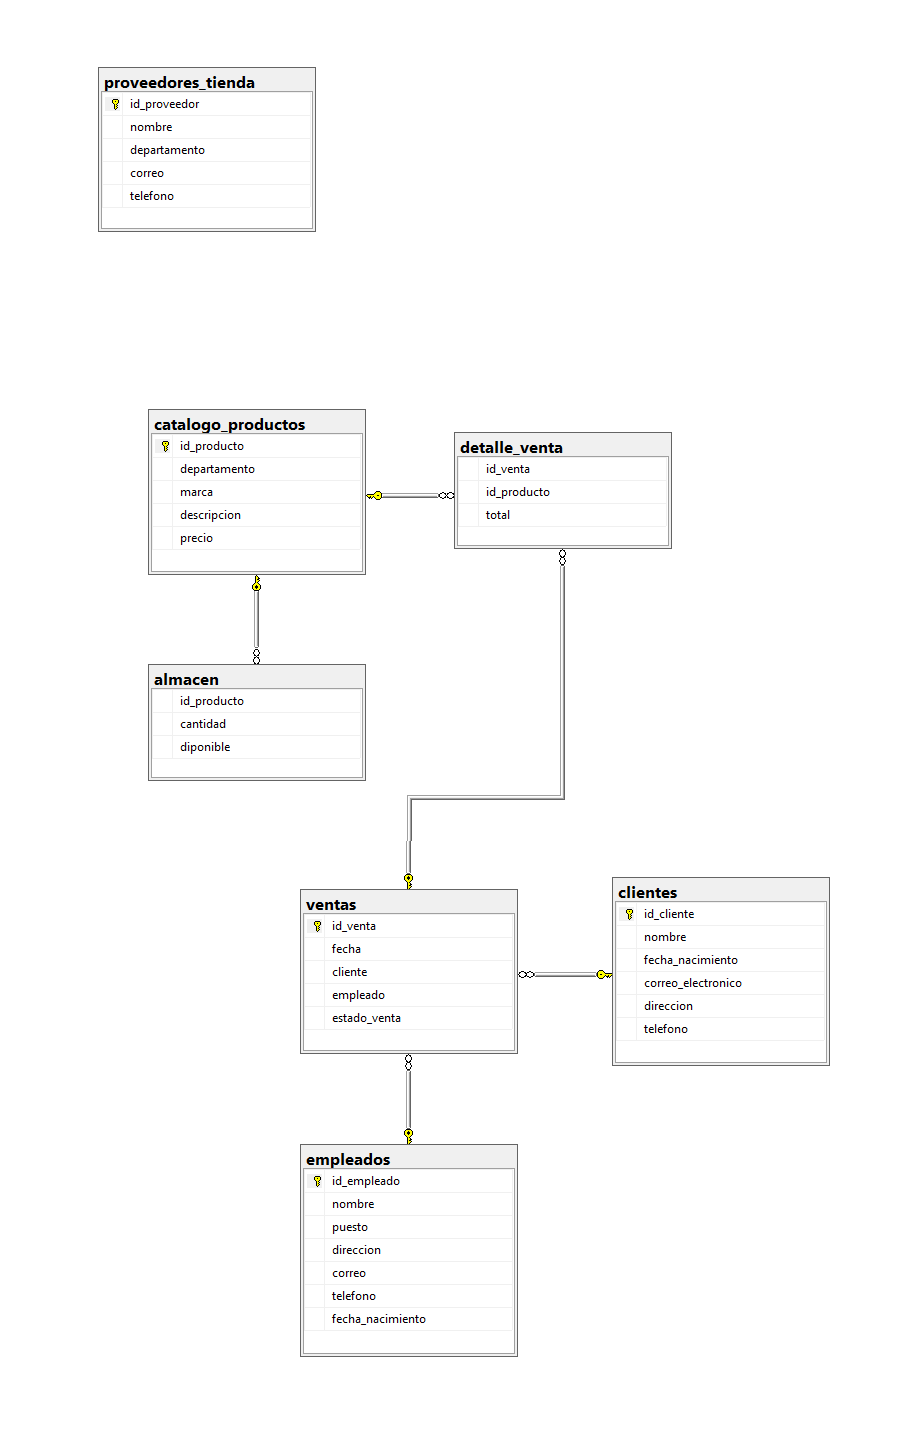 proveedores_tienda
id_proveedor
nombre
departamento
correo
telefono
catalogo_productos
id_producto
departamento
marca
descripcion
precio
detalle_venta
id_venta
id_producto
total
almacen
id_producto
cantidad
diponible
ventas
id_venta
fecha
cliente
empleado
estado_venta
clientes
id_cliente
nombre
fecha_nacimiento
correo_electronico
direccion
telefono
empleados
id_empleado
nombre
puesto
direccion
correo
telefono
fecha_nacimiento